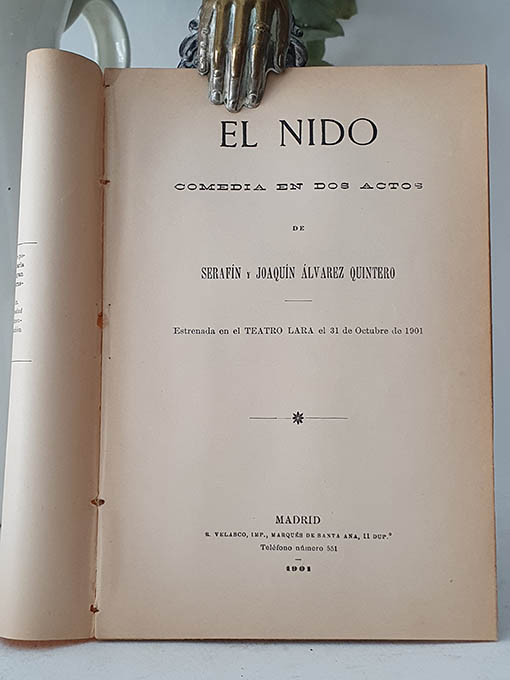 EL NIDO
COMEDIA EN DOS ACTOS
DE
SERAFÍN Y JOAQUÍN ÁLVAREZ QUINTERO
Estrenada en el TEATRO LARA el 31 de Octubre de 1901
MADRID
R. VELASCO, IMP., MARQUÉS DE SANTA ANA, 11 DUP.º
Teléfono número 551
1901